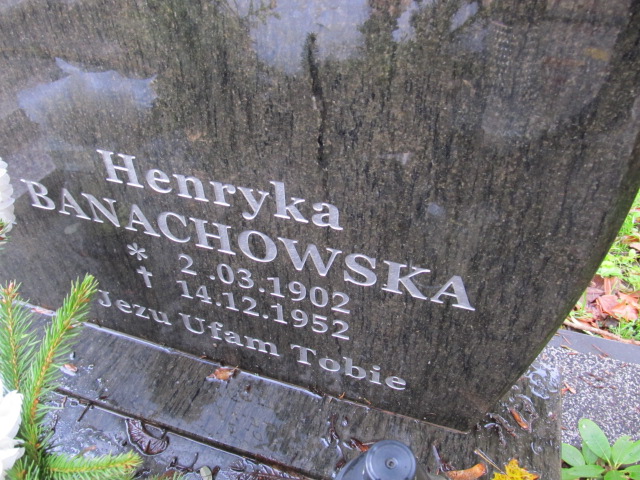 Henryka
BANACHOWSKA
* 2.03.1902
† 14.12.1952
Jezu Ufam Tobie